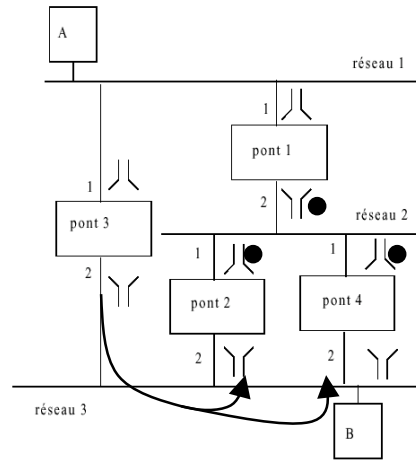 A
réseau 1
1
pont 1
1
2
pont 3
réseau 2
1
1
2
pont 2
pont 4
2
2
réseau 3
B